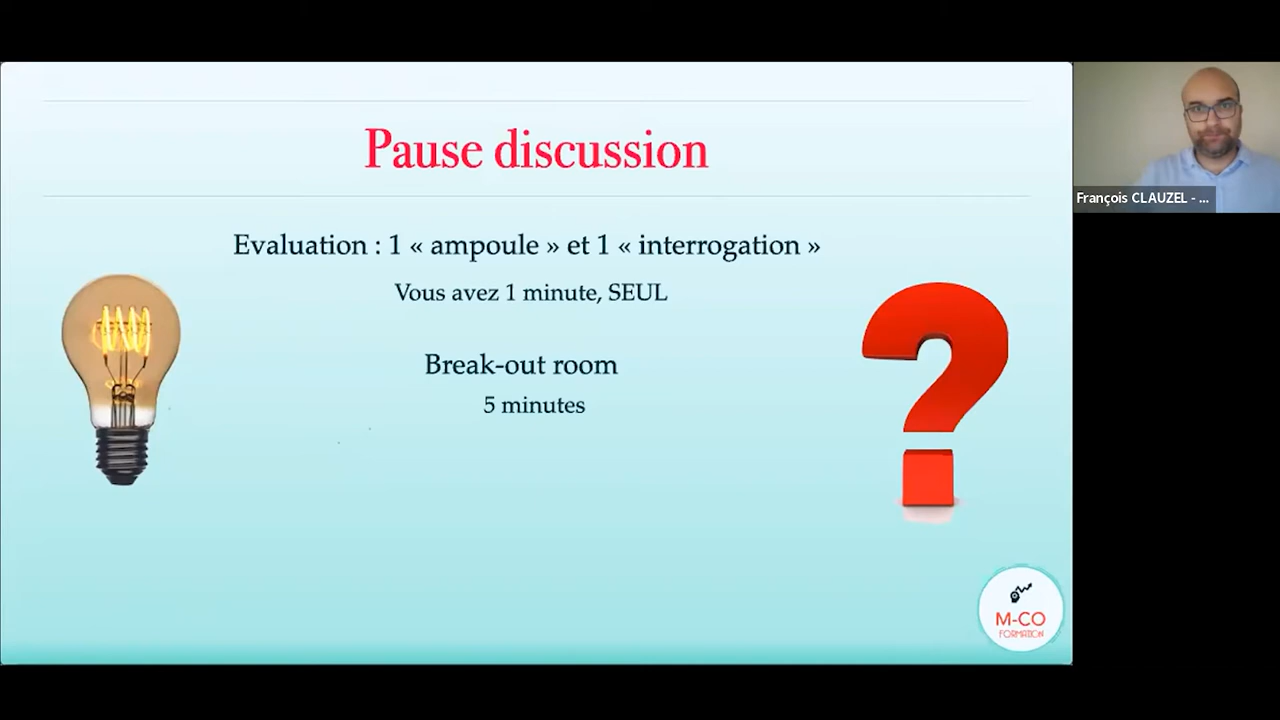 Pause discussion
Evaluation : 1 « ampoule » et 1 « interrogation »
Vous avez 1 minute, SEUL
Break-out room
5 minutes
François CLAUZEL - ...
M-CO
FORMATION